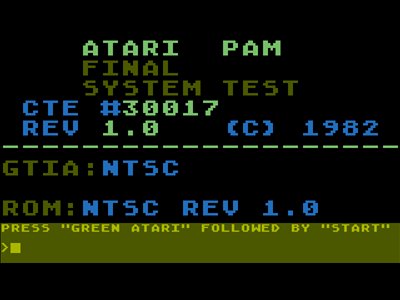 ATARI PAM
FINAL
SYSTEM TEST
CTE #30017
REV 1.0 (C) 1982
GTIA:NTSC
ROM:NTSC REV 1.0
PRESS "GREEN ATARI" FOLLOWED BY "START"
>